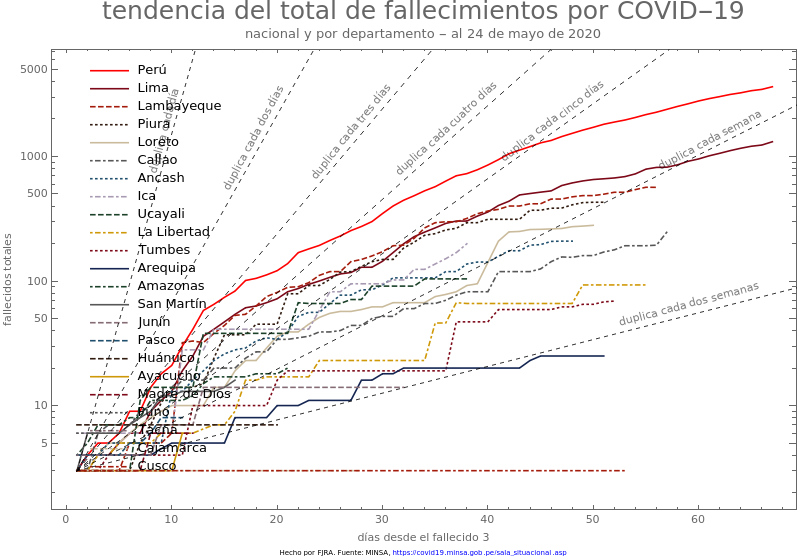 tendencia del total de fallecimientos por COVID−19
nacional y por departamento − al 24 de mayo de 2020
fallecidos totales
5000
1000
500
100
50
10
5
Perú
Lima
Lambayeque
Piura
Loreto
Callao
Ancash
Ica
Ucayali
La Libertad
Tumbes
Arequipa
Amazonas
San Martín
Junín
Pasco
Huánuco
Ayacucho
Madre de Dios
Puno
Tacna
Cajamarca
Cusco
duplica cada día
duplica cada dos días
duplica cada tres días
duplica cada cuatro días
duplica cada cinco días
duplica cada semana
duplica cada dos semanas
0 10 20 30 40 50 60
días desde el fallecido 3
Hecho por FJRA. Fuente: MINSA, https://covid19.minsa.gob.pe/sala_situacional.asp